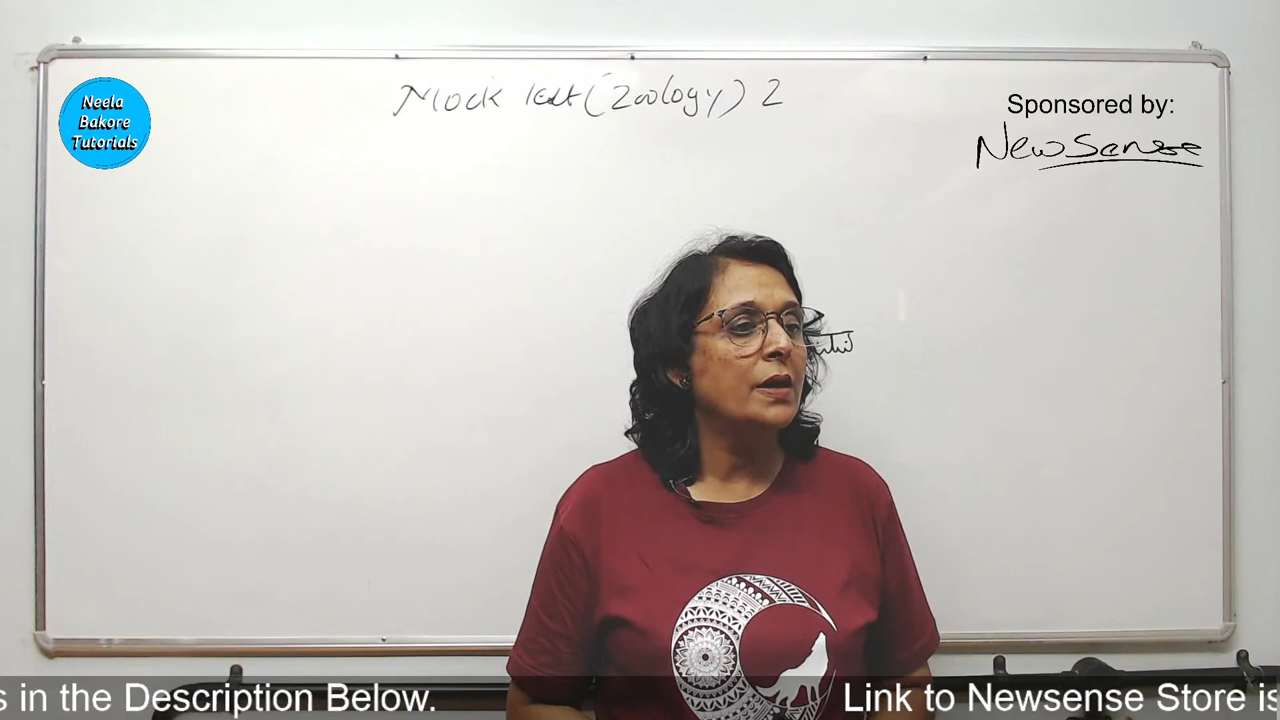 Mock test (Zoology) 2
Neela
Bakore
Tutorials
Sponsored by:
NewSense
s in the Description Below.
Link to Newsense Store is